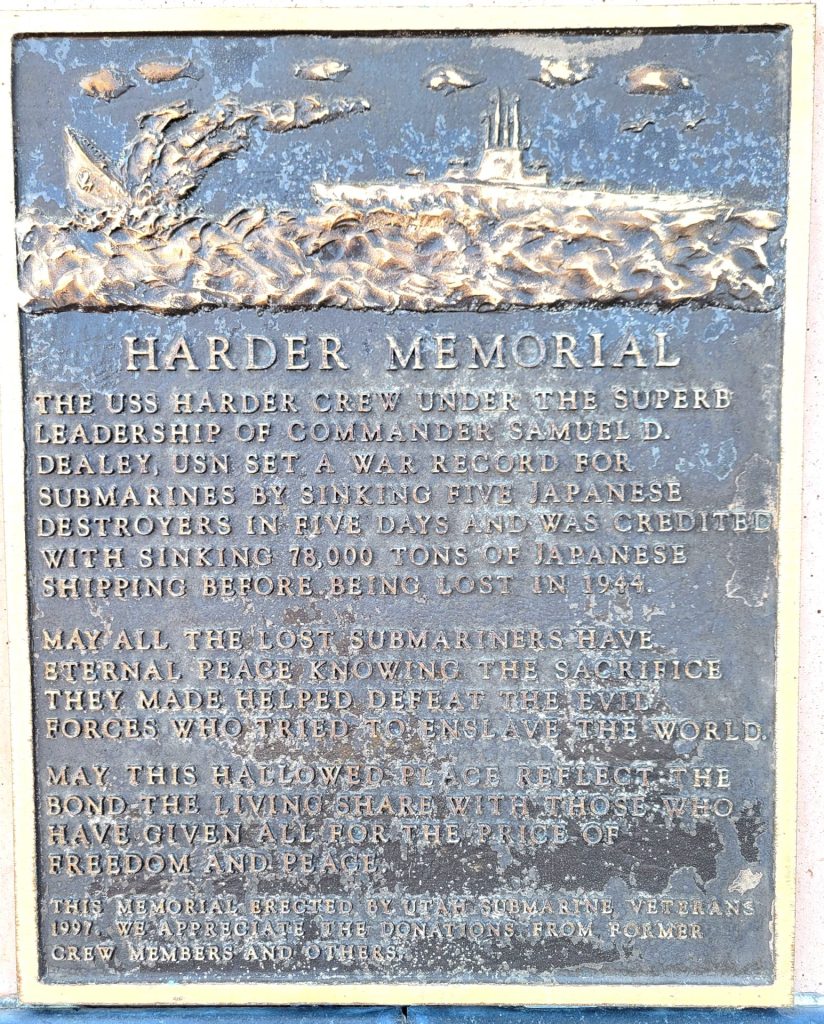 HARDER MEMORIAL
THE USS HARDER CREW UNDER THE SUPERB
LEADERSHIP OF COMMANDER SAMUEL D.
DEALEY, USN SET A WAR RECORD FOR
SUBMARINES BY SINKING FIVE JAPANESE
DESTROYERS IN FIVE DAYS AND WAS CREDITED
WITH SINKING 78,000 TONS OF JAPANESE
SHIPPING BEFORE BEING LOST IN 1944.
MAY ALL THE LOST SUBMARINERS HAVE
ETERNAL PEACE KNOWING THE SACRIFICE
THEY MADE HELPED DEFEAT THE EVIL
FORCES WHO TRIED TO ENSLAVE THE WORLD.
MAY THIS HALLOWED PLACE REFLECT THE
BOND THE LIVING SHARE WITH THOSE WHO
HAVE GIVEN ALL FOR THE PRICE OF
FREEDOM AND PEACE.
THIS MEMORIAL ERECTED BY UTAH SUBMARINE VETERANS
1997. WE APPRECIATE THE DONATIONS FROM FORMER
CREW MEMBERS AND OTHERS.